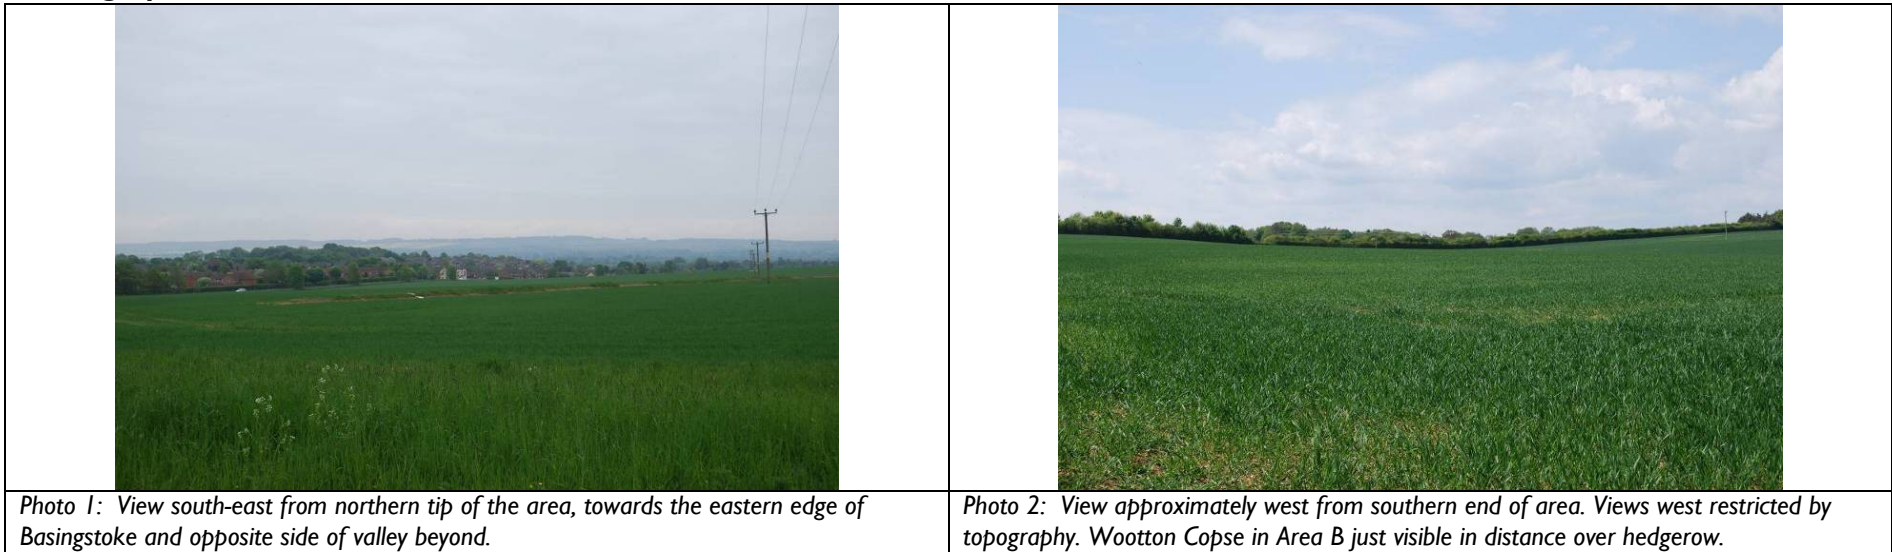 Photo 1: View south-east from northern tip of the area, towards the eastern edge of
Basingstoke and opposite side of valley beyond.
Photo 2: View approximately west from southern end of area. Views west restricted by
topography. Wootton Copse in Area B just visible in distance over hedgerow.